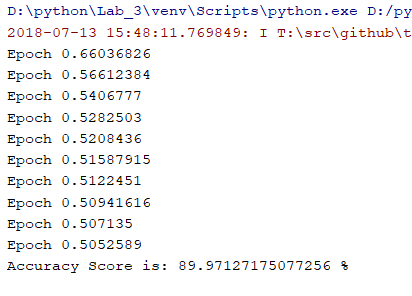 D:\python\Lab_3\venv\Scripts\python.exe D:/py
2018-07-13 15:48:11.769849: I T:\src\github\t
Epoch 0.66036826
Epoch 0.56612384
Epoch 0.5406777
Epoch 0.5282503
Epoch 0.5208436
Epoch 0.51587915
Epoch 0.5122451
Epoch 0.50941616
Epoch 0.507135
Epoch 0.5052589
Accuracy Score is: 89.97127175077256 %